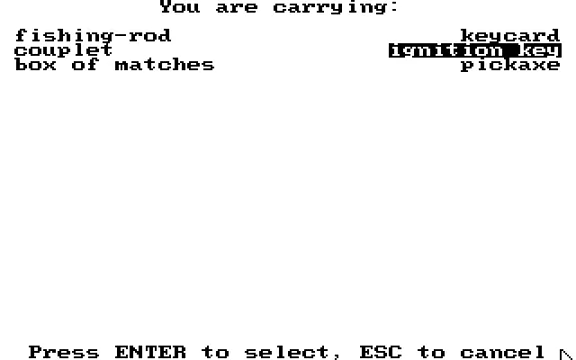 You are carrying:
fishing-rod keycard
couplet ignition key
box of matches pickaxe
Press ENTER to select, ESC to cancel